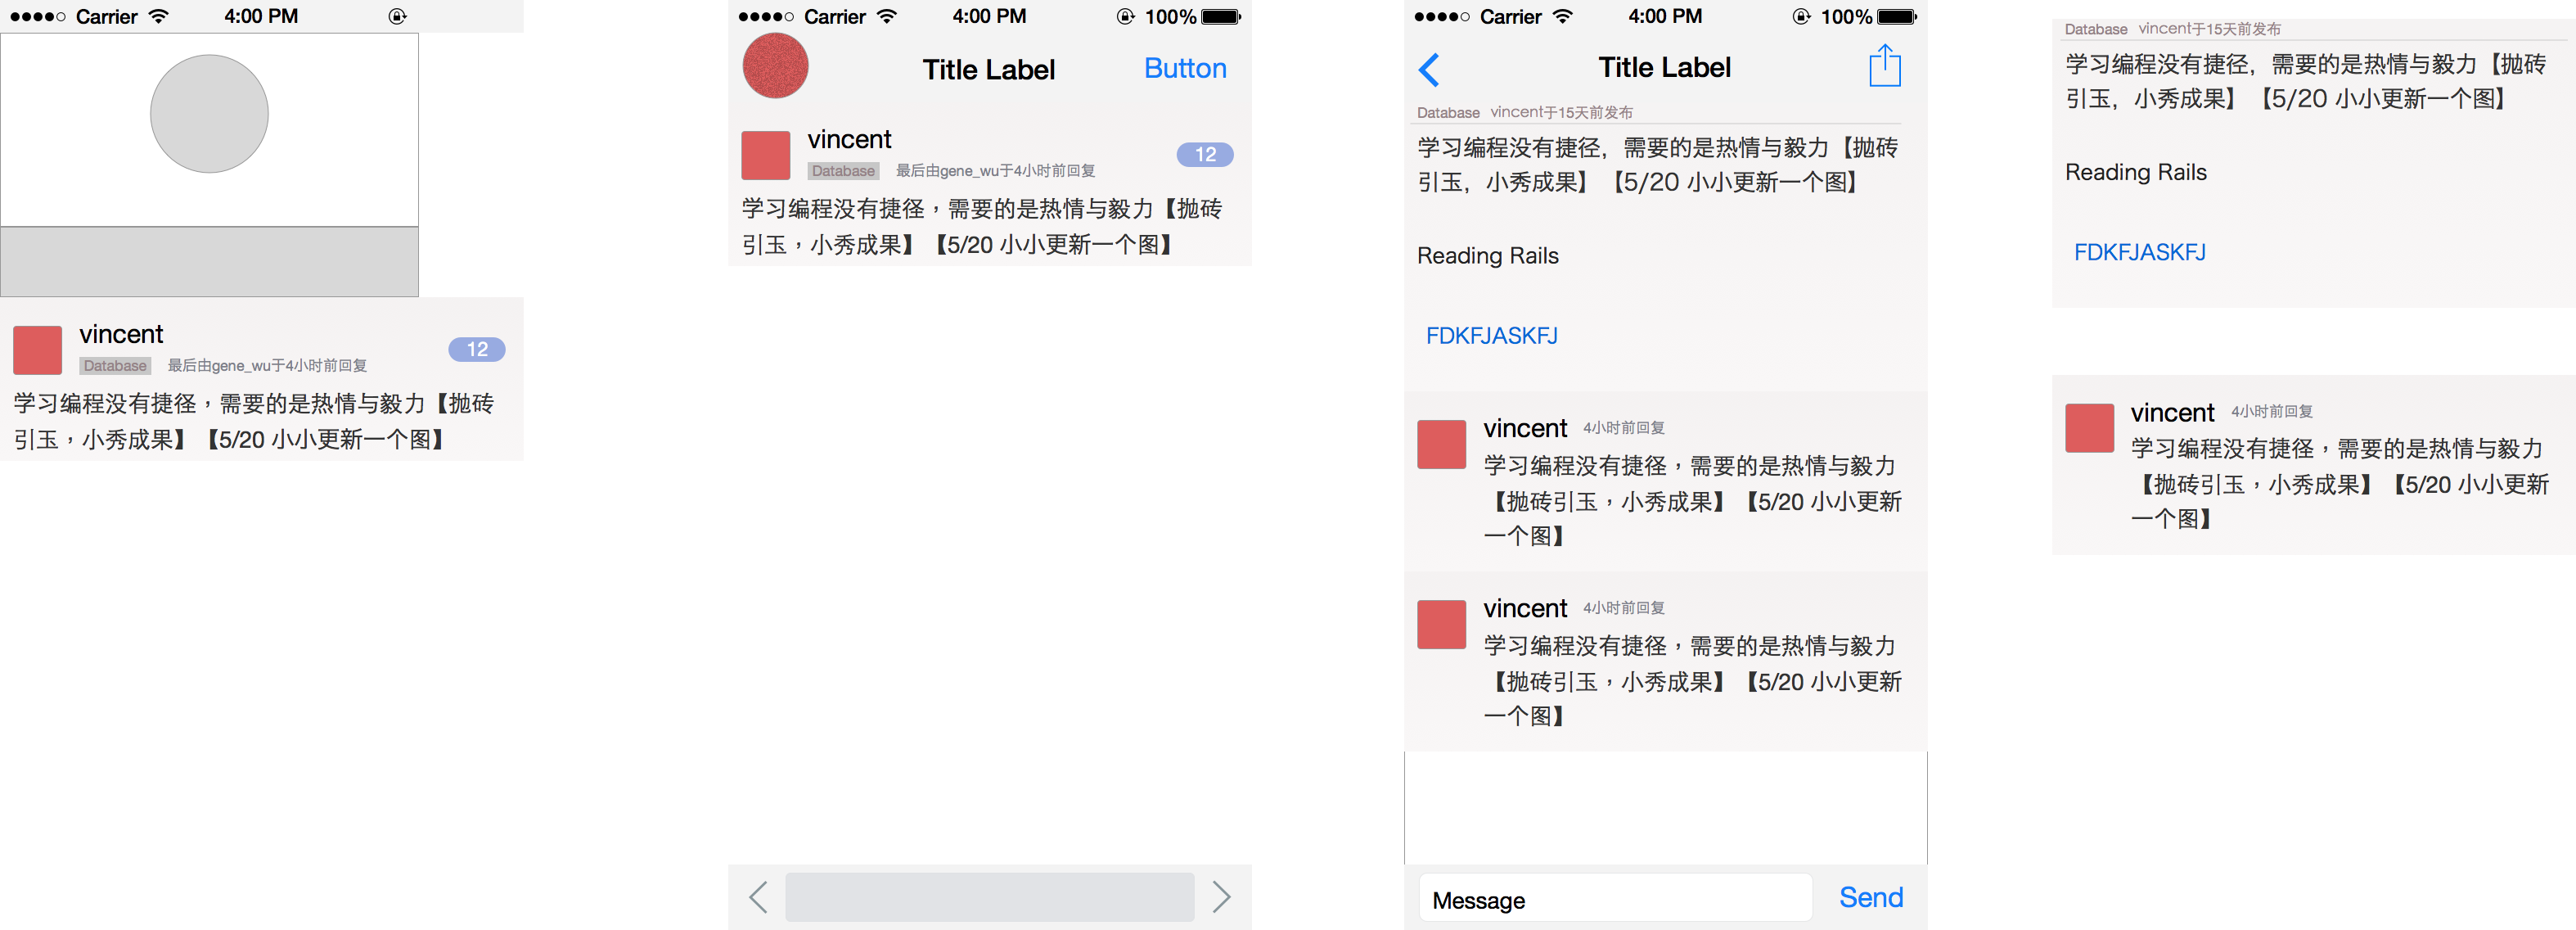 Carrier 4:00 PM
vincent
12
Database 最后由gene_wu于4小时前回复
学习编程没有捷径，需要的是热情与毅力【抛砖
引玉，小秀成果】【5/20 小小更新一个图】
Carrier 4:00 PM 100%
Title Label Button
vincent
12
Database 最后由gene_wu于4小时前回复
学习编程没有捷径，需要的是热情与毅力【抛砖
引玉，小秀成果】【5/20 小小更新一个图】
Carrier 4:00 PM 100%
Title Label
Database vincent于15天前发布
学习编程没有捷径，需要的是热情与毅力【抛砖
引玉，小秀成果】【5/20 小小更新一个图】
Reading Rails
FDKFJASKFJ
vincent 4小时前回复
学习编程没有捷径，需要的是热情与毅力
【抛砖引玉，小秀成果】【5/20 小小更新
一个图】
vincent 4小时前回复
学习编程没有捷径，需要的是热情与毅力
【抛砖引玉，小秀成果】【5/20 小小更新
一个图】
Message Send
Database vincent于15天前发布
学习编程没有捷径，需要的是热情与毅力【抛砖
引玉，小秀成果】【5/20 小小更新一个图】
Reading Rails
FDKFJASKFJ
vincent 4小时前回复
学习编程没有捷径，需要的是热情与毅力
【抛砖引玉，小秀成果】【5/20 小小更新
一个图】